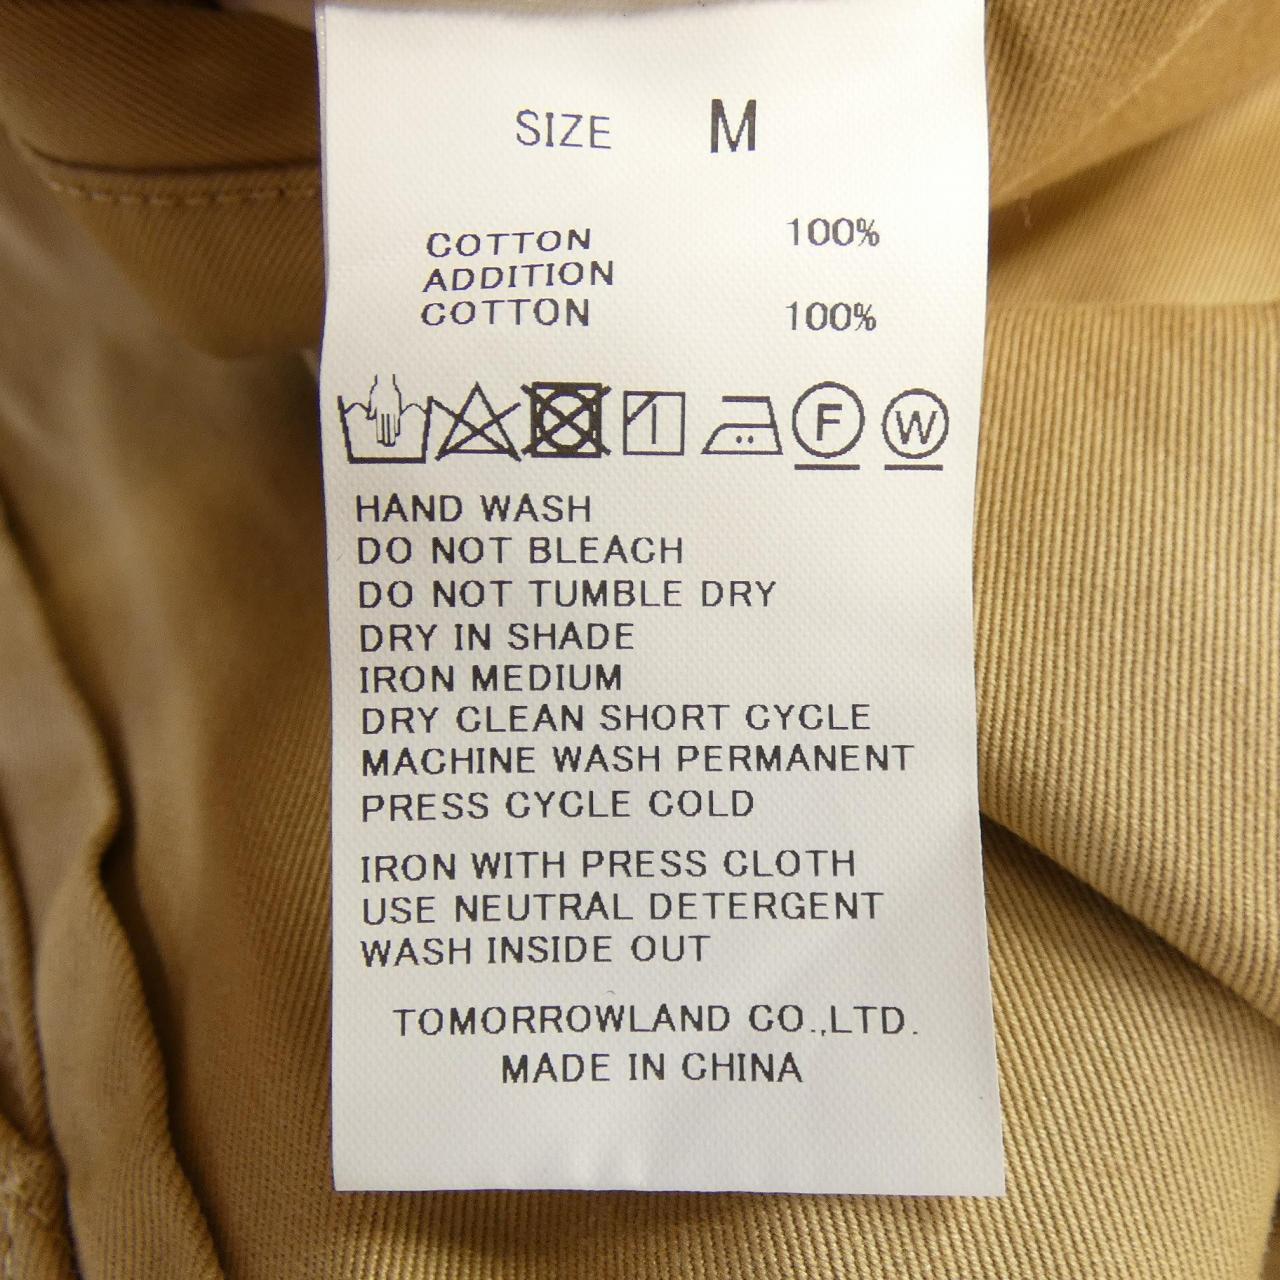 SIZE M
COTTON 100%
ADDITION
COTTON 100%
F W
HAND WASH
DO NOT BLEACH
DO NOT TUMBLE DRY
DRY IN SHADE
IRON MEDIUM
DRY CLEAN SHORT CYCLE
MACHINE WASH PERMANENT
PRESS CYCLE COLD
IRON WITH PRESS CLOTH
USE NEUTRAL DETERGENT
WASH INSIDE OUT
TOMORROWLAND CO.,LTD.
MADE IN CHINA